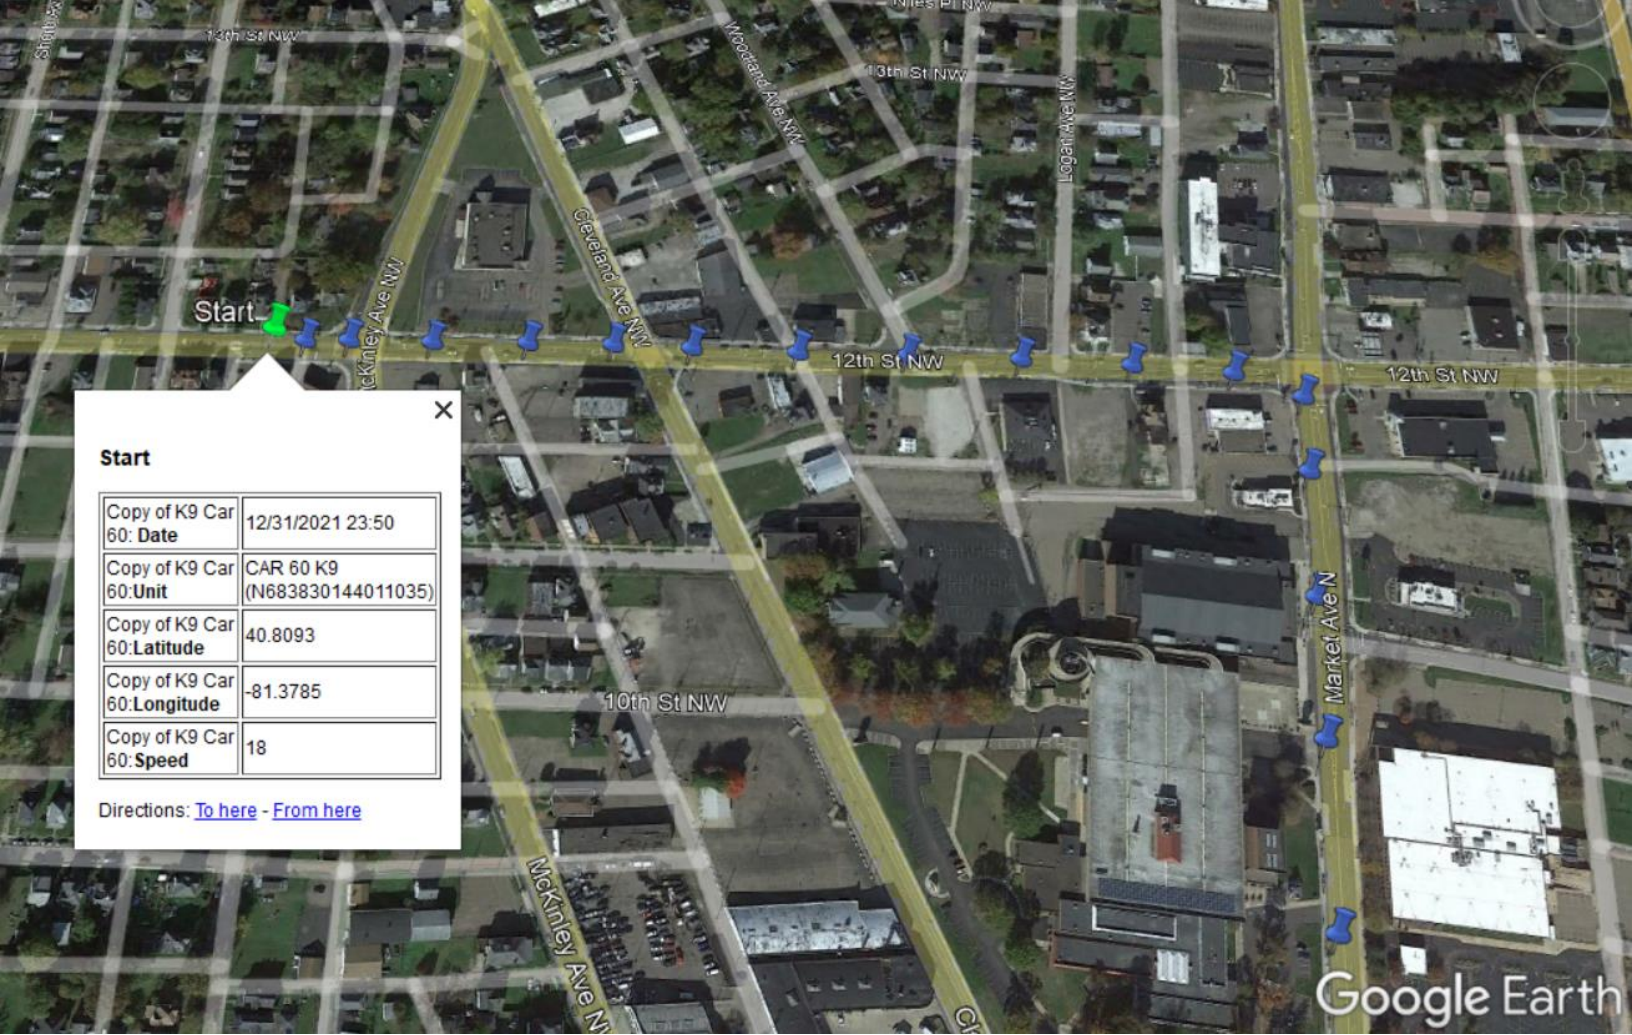 Niles Pl NW
13th St NW
Woodland Ave NW
13th St NW
Logan Ave NW
Cleveland Ave NW
McKinley Ave NW
Start
12th St NW
12th St NW
Start
Copy of K9 Car 60: Date
12/31/2021 23:50
Copy of K9 Car 60:Unit
CAR 60 K9 (N683830144011035)
Copy of K9 Car 60:Latitude
40.8093
Copy of K9 Car 60:Longitude
-81.3785
Copy of K9 Car 60:Speed
18
Directions: To here - From here
Market Ave N
10th St NW
McKinley Ave NW
Google Earth